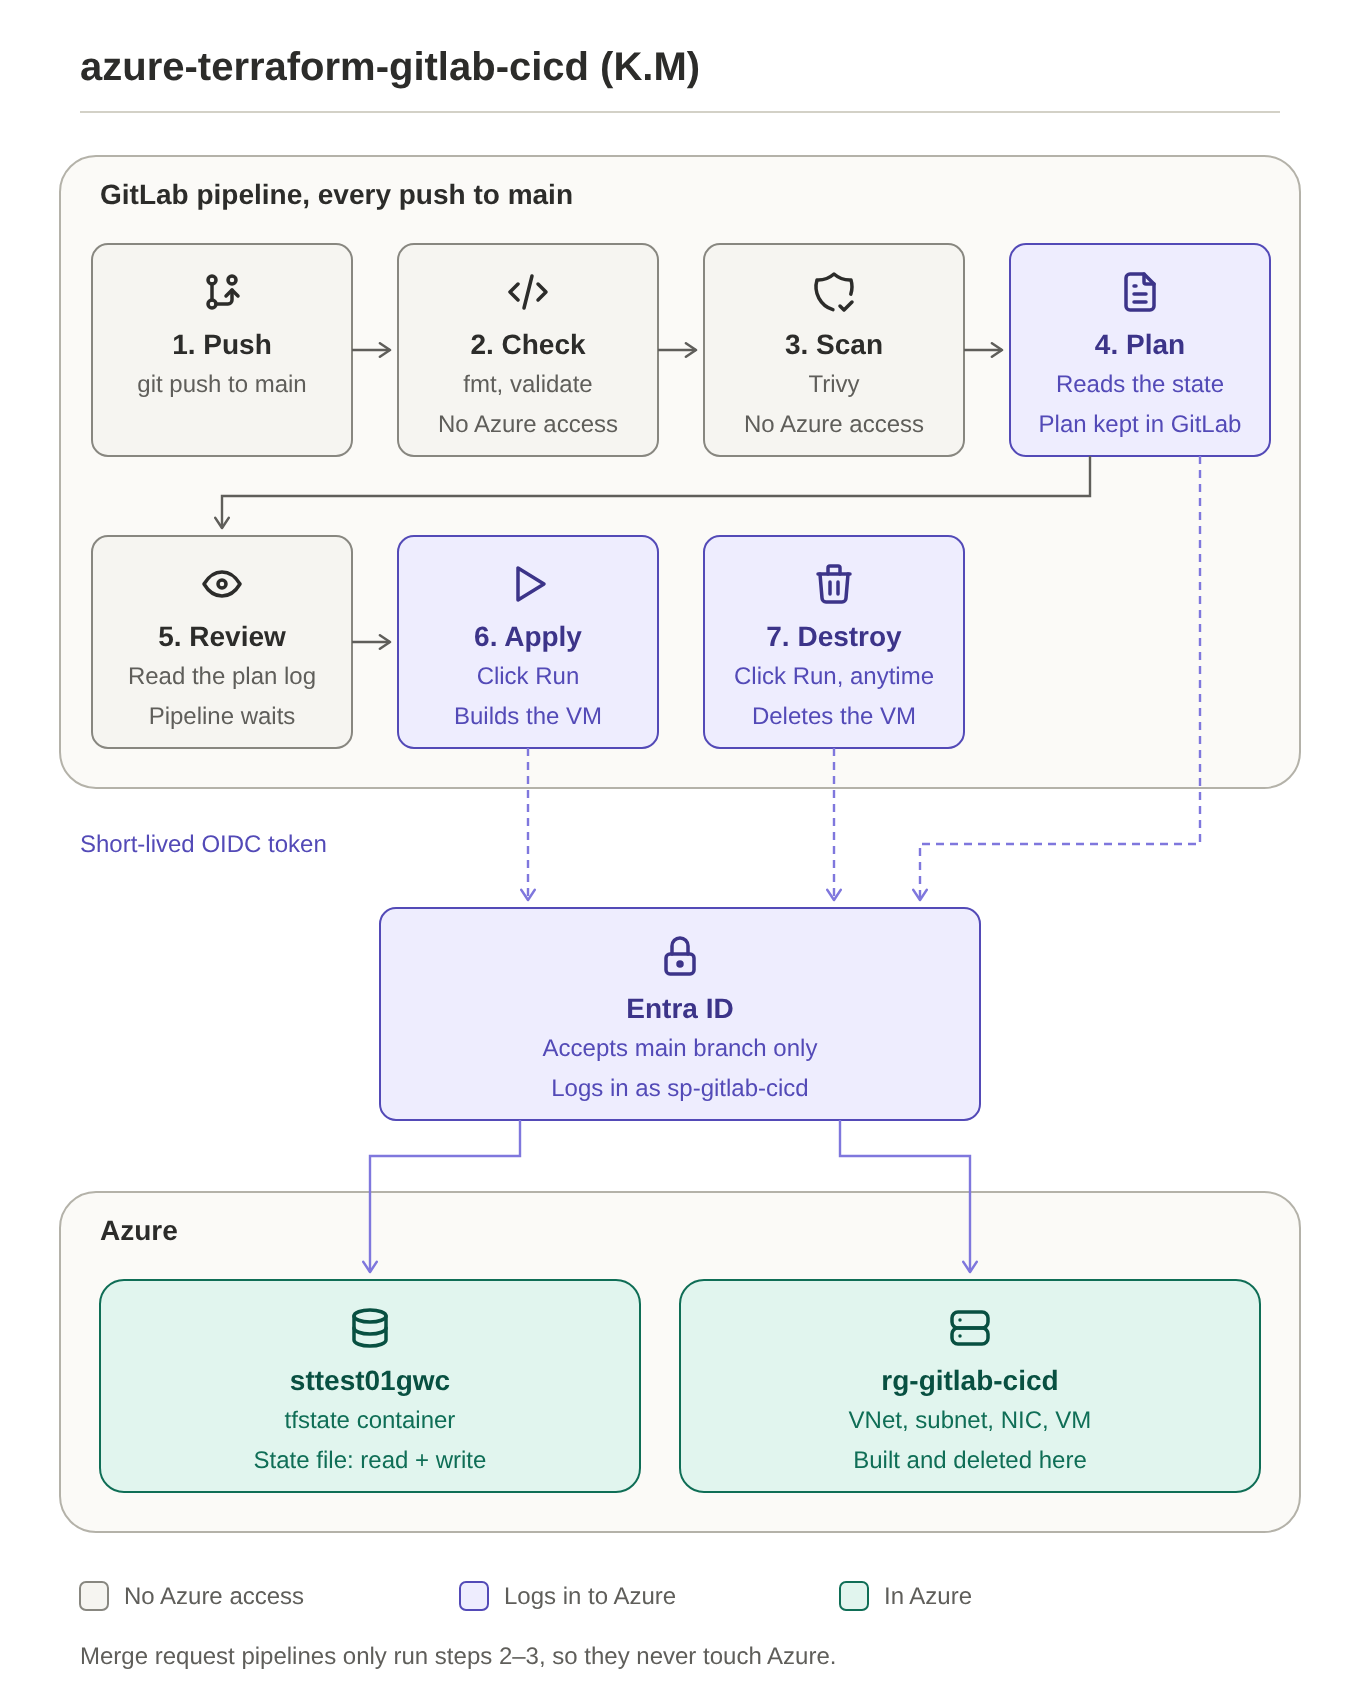 azure-terraform-gitlab-cicd (K.M)
GitLab pipeline, every push to main
1. Push
git push to main
2. Check
fmt, validate
No Azure access
3. Scan
Trivy
No Azure access
4. Plan
Reads the state
Plan kept in GitLab
5. Review
Read the plan log
Pipeline waits
6. Apply
Click Run
Builds the VM
7. Destroy
Click Run, anytime
Deletes the VM
Short-lived OIDC token
Entra ID
Accepts main branch only
Logs in as sp-gitlab-cicd
Azure
sttest01gwc
tfstate container
State file: read + write
rg-gitlab-cicd
VNet, subnet, NIC, VM
Built and deleted here
No Azure access
Logs in to Azure
In Azure
Merge request pipelines only run steps 2–3, so they never touch Azure.